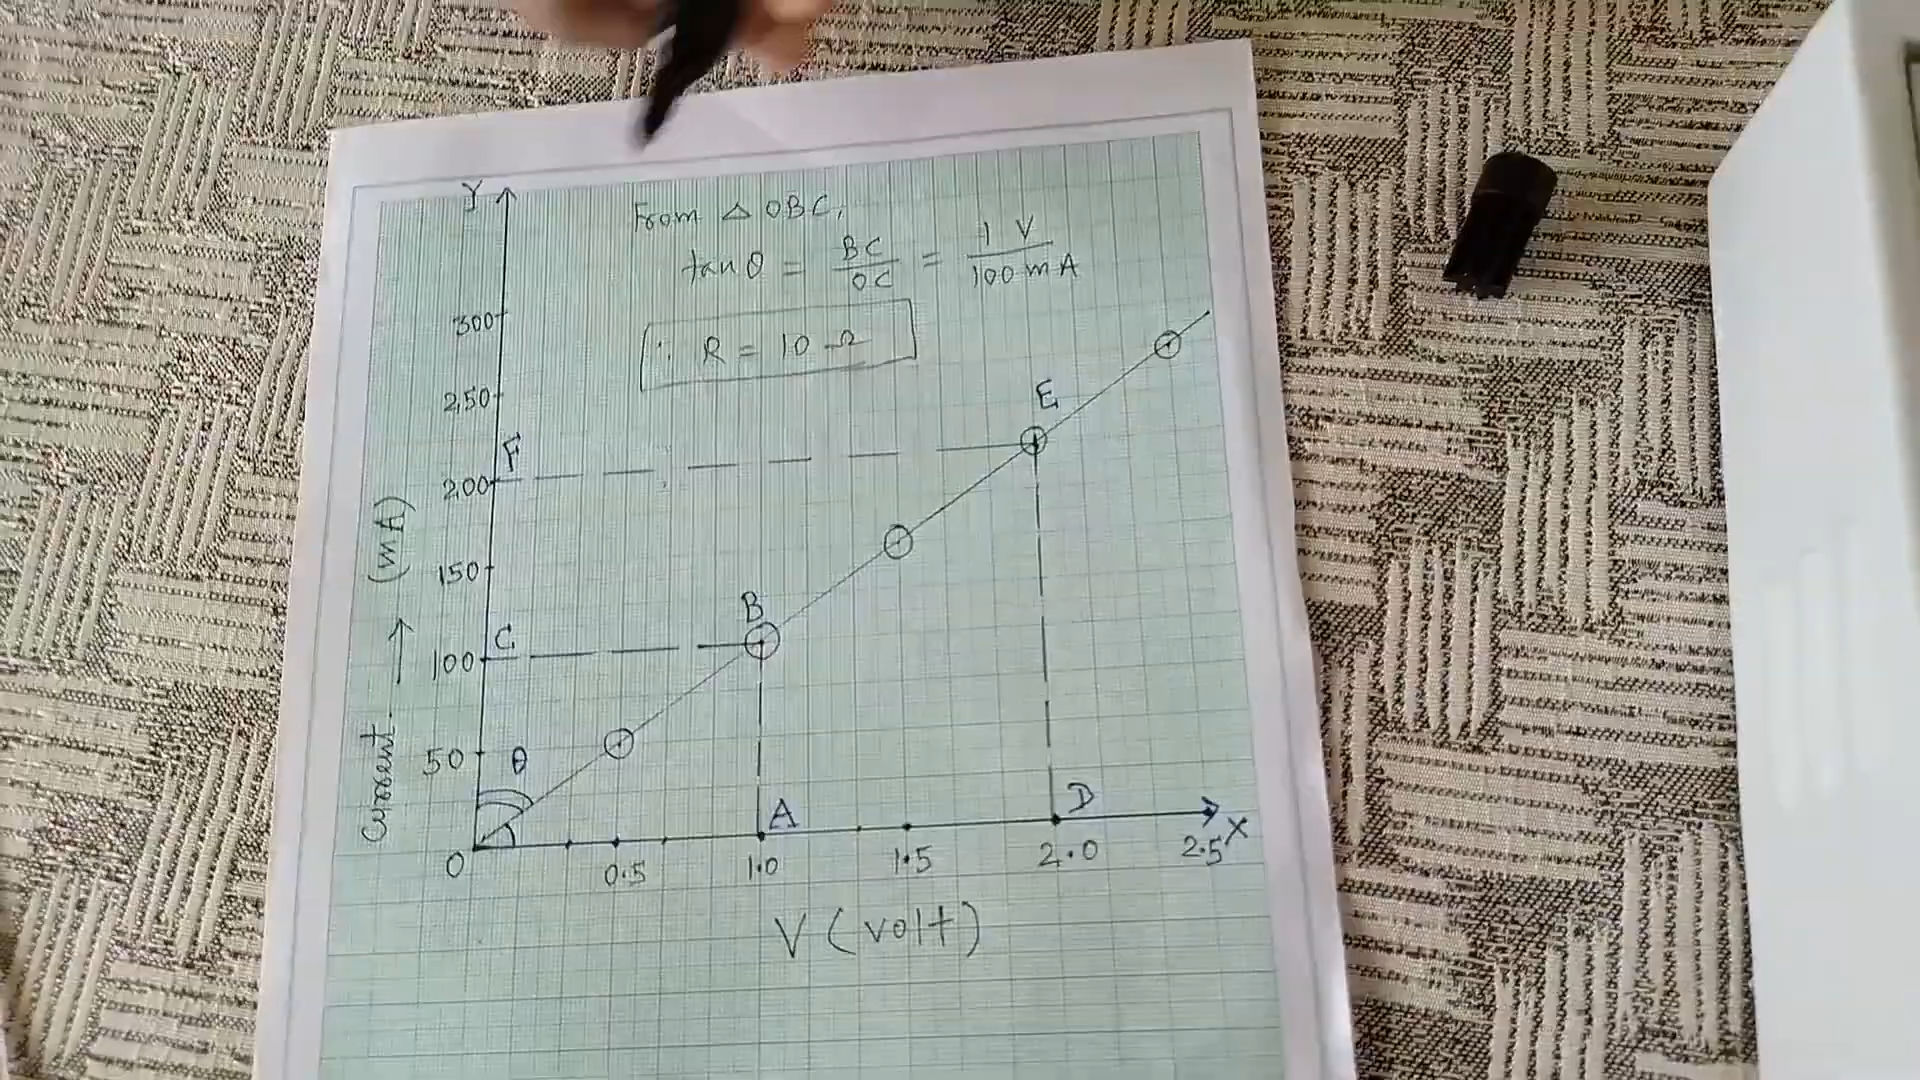 Y
From △ OBC,
tan θ = BC/OC = 1 V/100 mA
∴ R = 10 Ω
300
250
200
150
100
50
O
F
E
C
B
θ
A
D
0.5
1.0
1.5
2.0
2.5
X
Current → (mA)
V (volt)